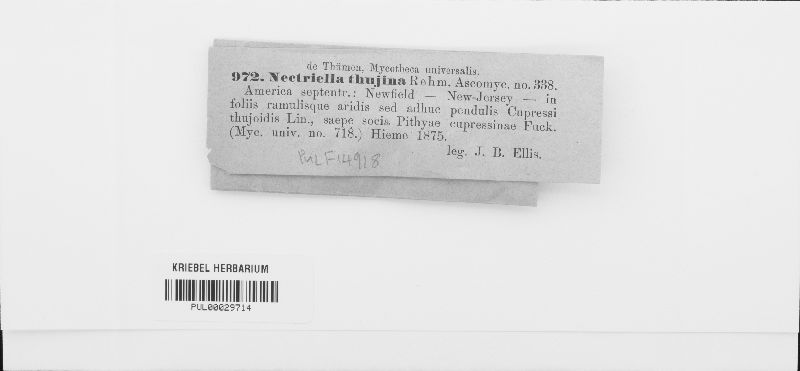 de Thümen, Mycotheca universalis.
972. Nectriella thujina Rehm. Ascomyc. no. 338.
America septentr.: Newfield — New-Jersey — in
foliis ramulisque aridis sed adhuc pendulis Cupressi
thujoidis Lin., saepe socia Pithyae cupressinae Fuck.
(Myc. univ. no. 718.) Hieme 1875.
leg. J. B. Ellis.
PUL F14918
KRIEBEL HERBARIUM
PUL00029714